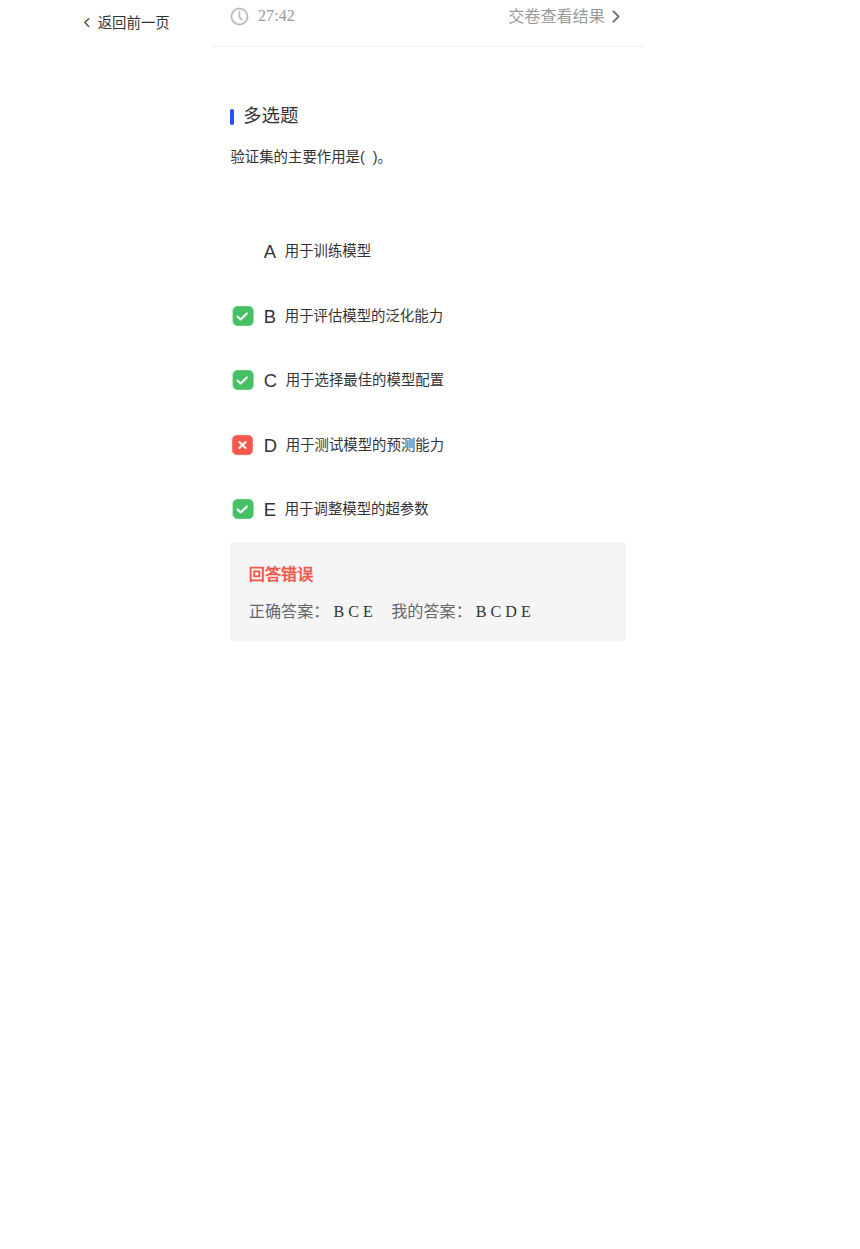 返回前一页
27:42 交卷查看结果
多选题
验证集的主要作用是( )。
A 用于训练模型
B 用于评估模型的泛化能力
C 用于选择最佳的模型配置
D 用于测试模型的预测能力
E 用于调整模型的超参数
回答错误
正确答案： B C E 我的答案： B C D E